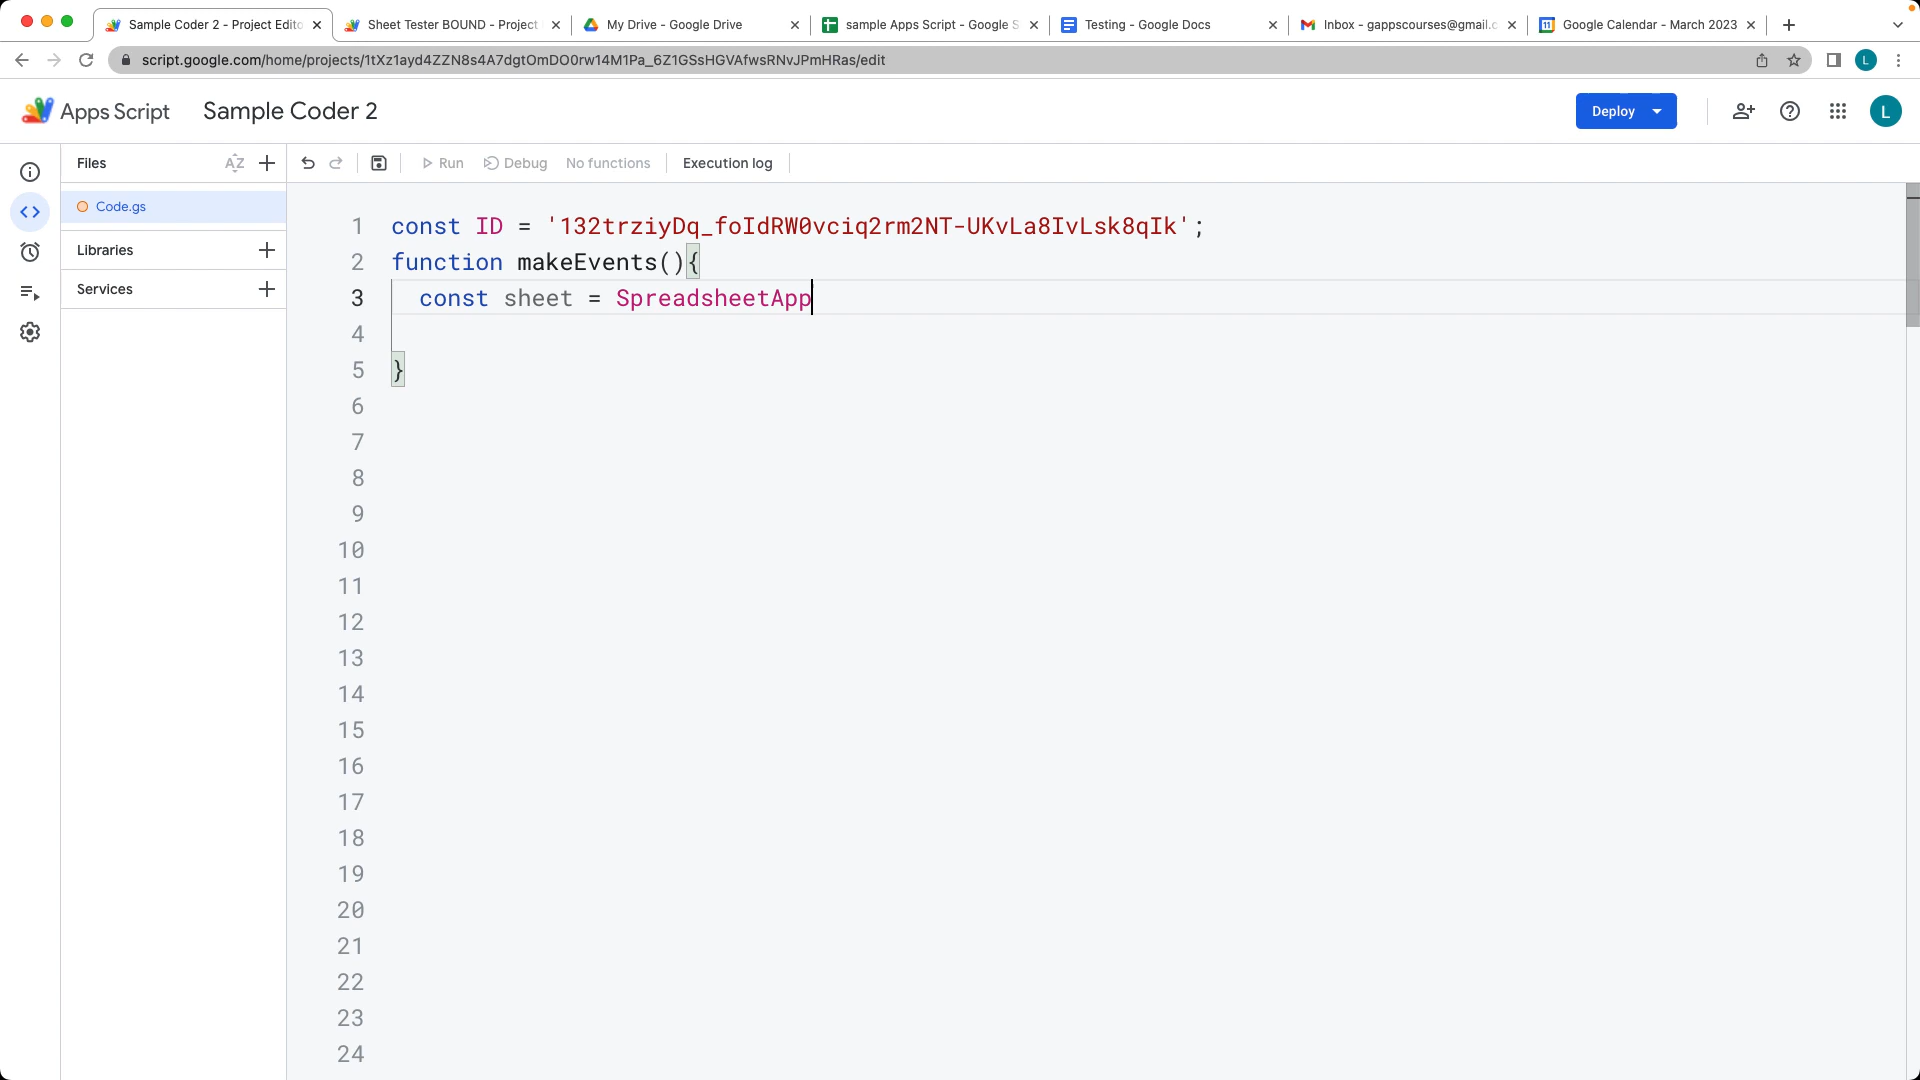 Sample Coder 2 - Project Edito
Sheet Tester BOUND - Project
My Drive - Google Drive
sample Apps Script - Google S
Testing - Google Docs
Inbox - gappscourses@gmail.c
Google Calendar - March 2023
script.google.com/home/projects/1tXz1ayd4ZZN8s4A7dgtOmDO0rw14M1Pa_6Z1GSsHGVAfwsRNvJPmHRas/edit
L
Apps Script
Sample Coder 2
Deploy
L
Files
AZ
Run
Debug
No functions
Execution log
Code.gs
Libraries
Services
1 const ID = '132trziyDq_foIdRW0vciq2rm2NT-UKvLa8IvLsk8qIk';
2 function makeEvents(){
3 const sheet = SpreadsheetApp
4
5 }
6
7
8
9
10
11
12
13
14
15
16
17
18
19
20
21
22
23
24